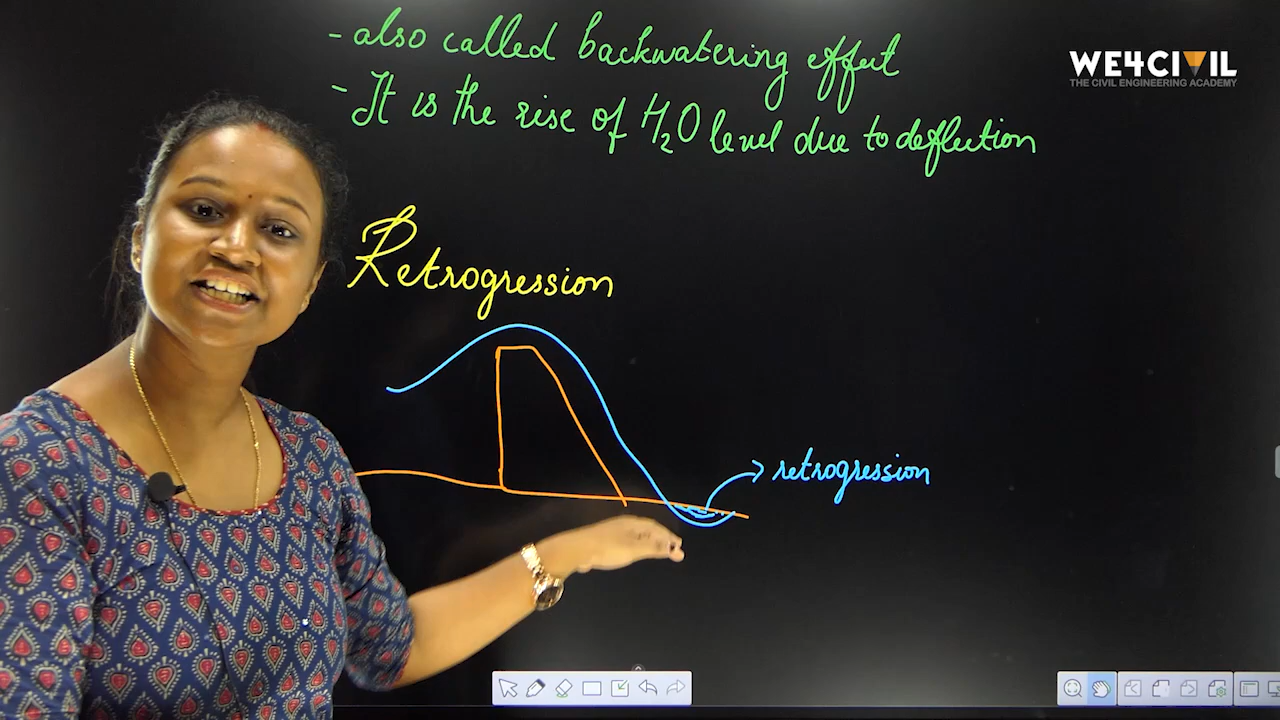 - also called backwatering effect
- It is the rise of H₂O level due to deflection
WE4CIVIL
THE CIVIL ENGINEERING ACADEMY
Retrogression
retrogression